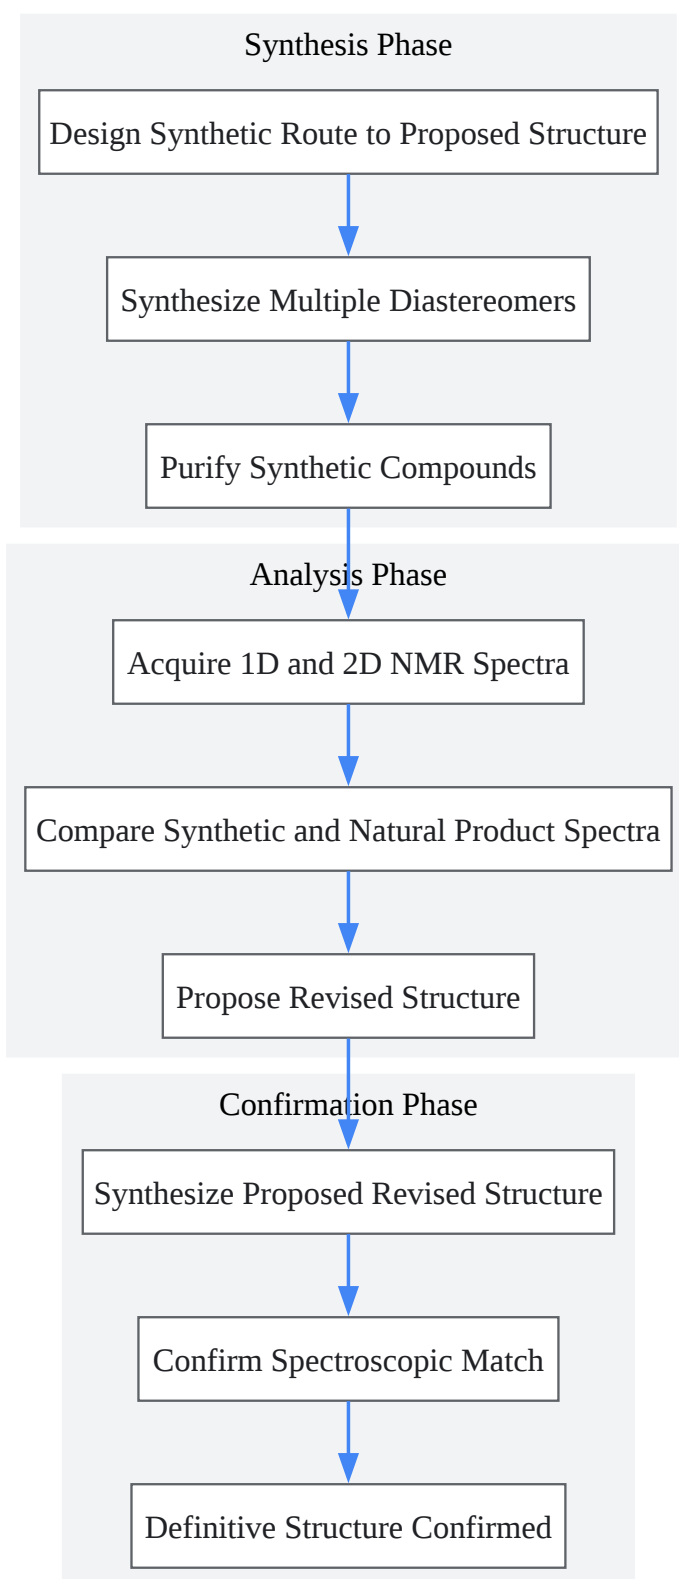 Synthesis Phase
Design Synthetic Route to Proposed Structure
Synthesize Multiple Diastereomers
Purify Synthetic Compounds
Analysis Phase
Acquire 1D and 2D NMR Spectra
Compare Synthetic and Natural Product Spectra
Propose Revised Structure
Confirmation Phase
Synthesize Proposed Revised Structure
Confirm Spectroscopic Match
Definitive Structure Confirmed